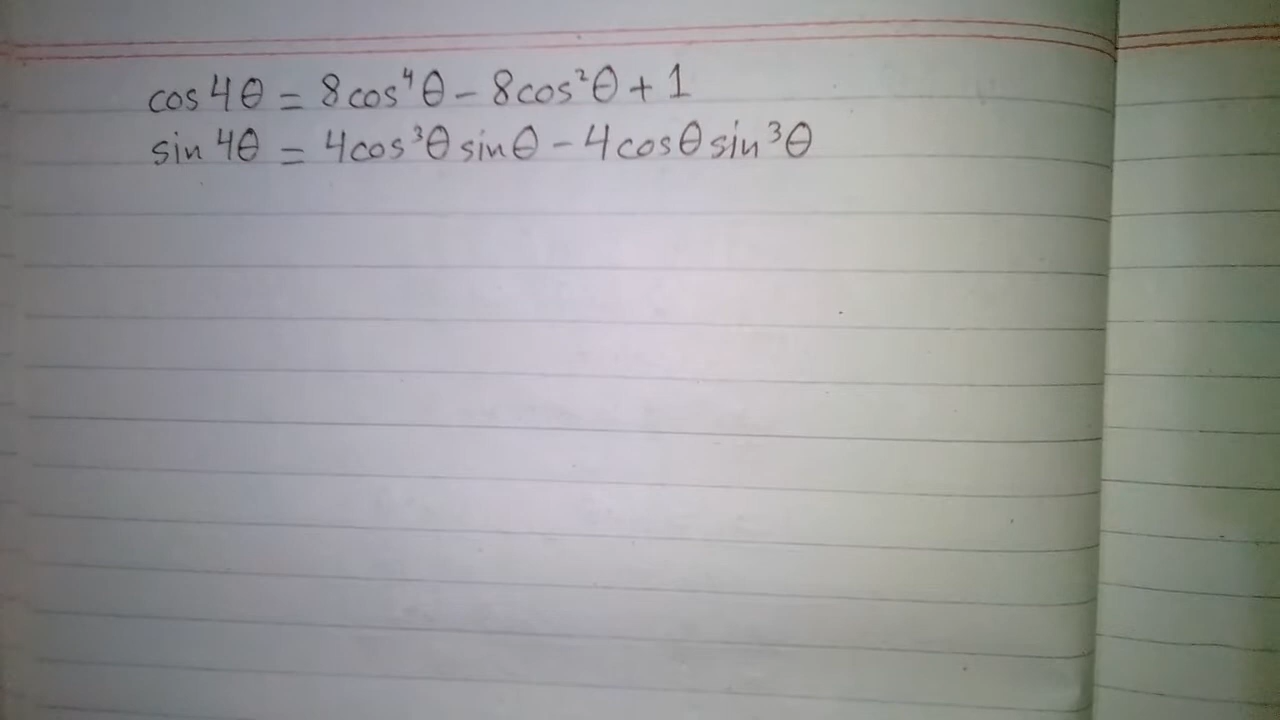 cos 4θ = 8cos⁴θ − 8cos²θ + 1
sin 4θ = 4cos³θ sinθ − 4cosθ sin³θ